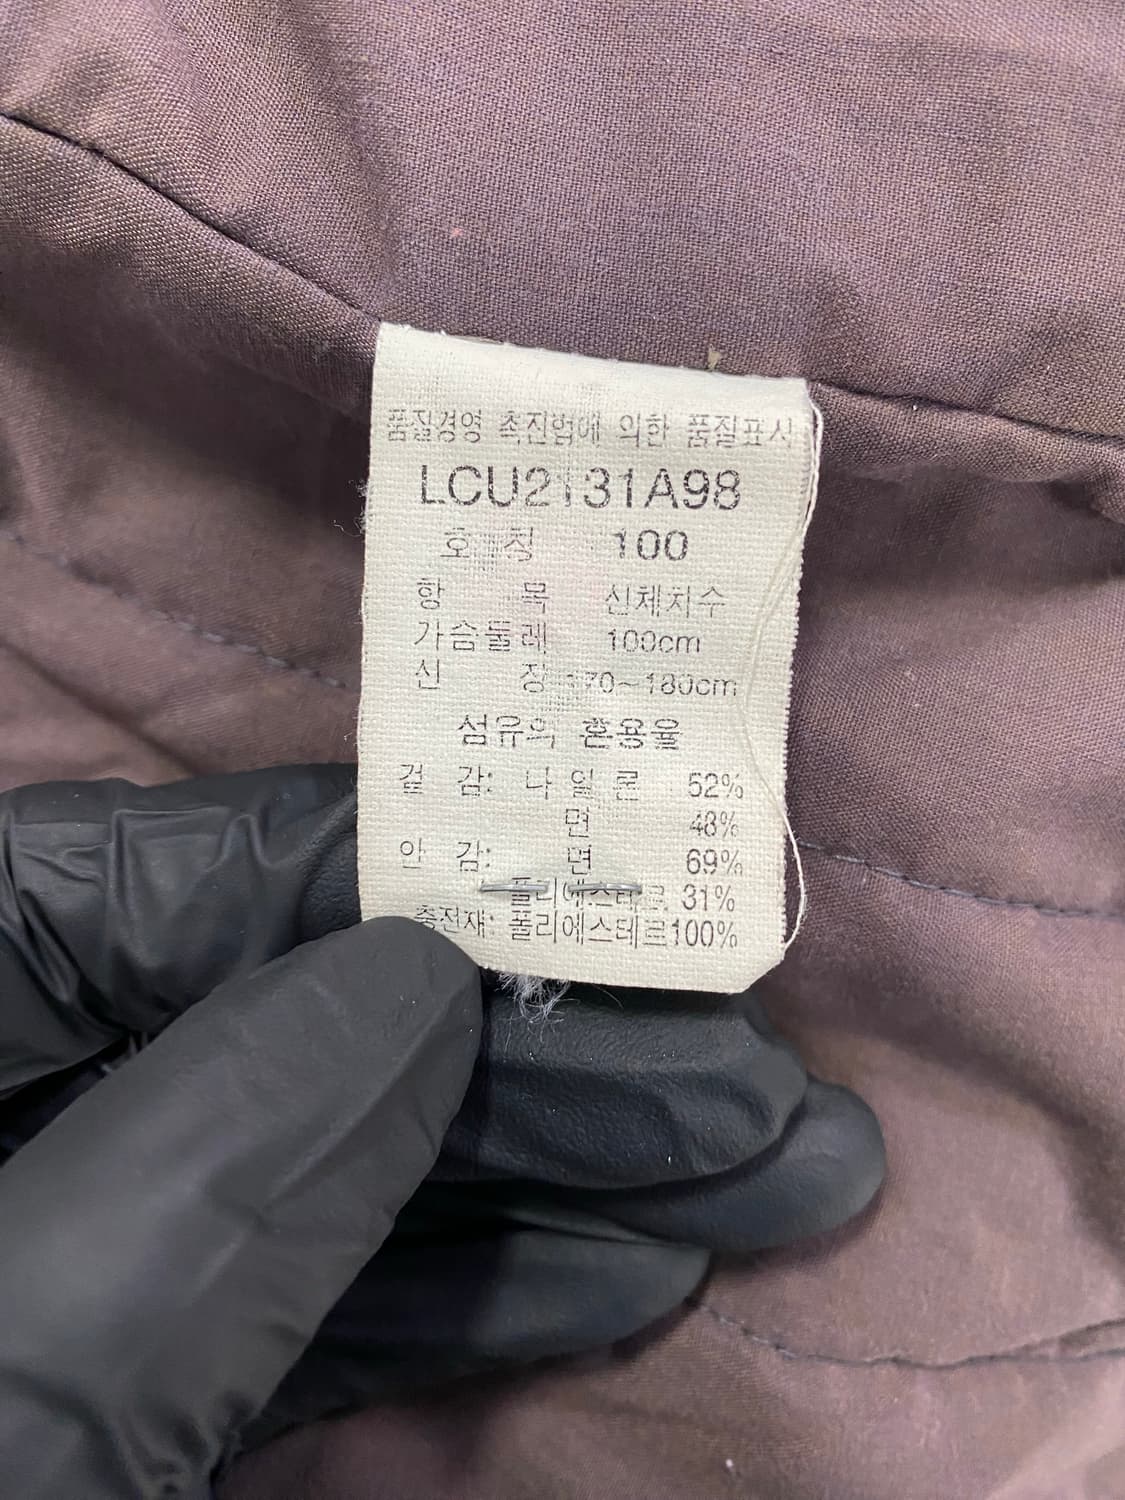 품질경영 촉진법에 의한 품질표시
LCU2131A98
호 칭 100
항 목 신체치수
가슴둘레 100cm
신 장 170~180cm
섬유의 혼용율
겉 감: 나 일 론 52%
면 48%
안 감: 면 69%
폴리에스테르 31%
충전재: 폴리에스테르100%